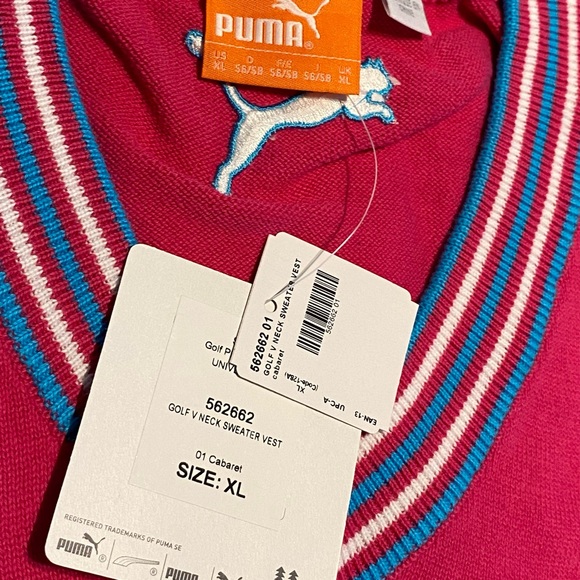 PUMA
US D F/E I UK
XL 56/58 56/58 56/58 XL
562662 01
GOLF V NECK SWEATER VEST
cabaret
562662 01
XL
(Code-128A)
UPC-A
EAN-13
Golf
562662
GOLF V NECK SWEATER VEST
01 Cabaret
SIZE: XL
REGISTERED TRADEMARKS OF PUMA SE
PUMA
PUMA